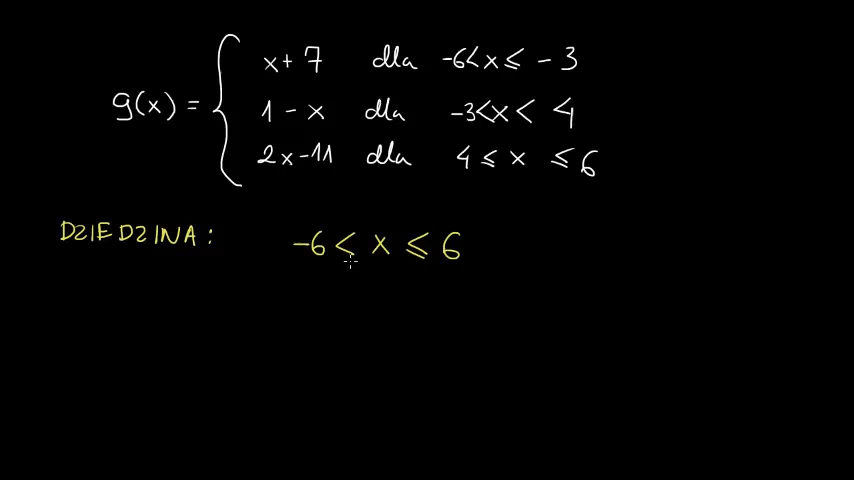 x+7 dla -6<x≤-3
g(x)= 1-x dla -3<x<4
2x-11 dla 4≤x≤6
DZIEDZINA: -6<x≤6